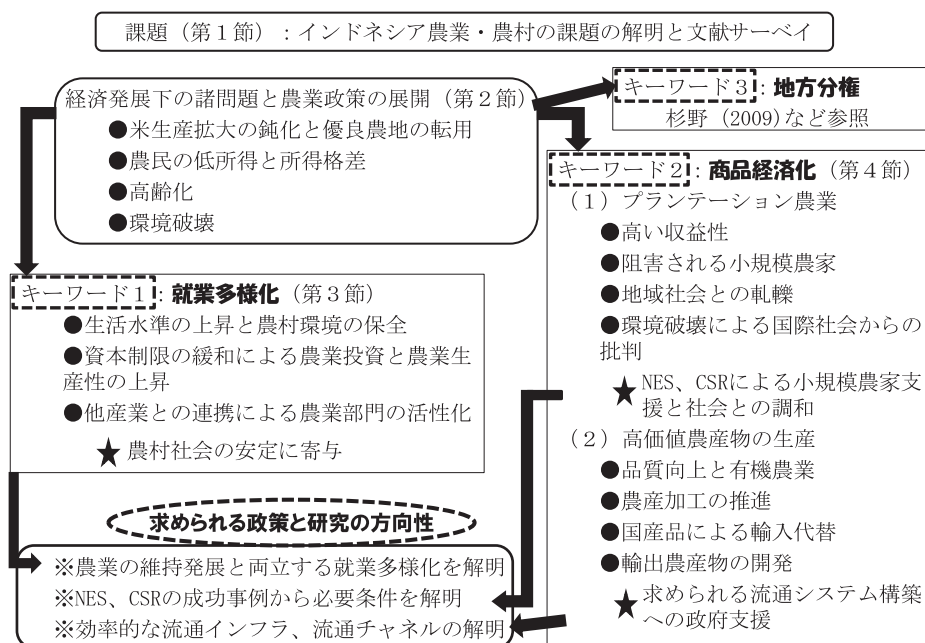 課題（第１節）：インドネシア農業・農村の課題の解明と文献サーベイ
経済発展下の諸問題と農業政策の展開（第２節）
●米生産拡大の鈍化と優良農地の転用
●農民の低所得と所得格差
●高齢化
●環境破壊
キーワード３：地方分権
杉野（2009)など参照
キーワード１：就業多様化（第３節）
●生活水準の上昇と農村環境の保全
●資本制限の緩和による農業投資と農業生
産性の上昇
●他産業との連携による農業部門の活性化
★農村社会の安定に寄与
キーワード２：商品経済化（第４節）
（１）プランテーション農業
●高い収益性
●阻害される小規模農家
●地域社会との軋轢
●環境破壊による国際社会からの
批判
★NES、CSRによる小規模農家支
援と社会との調和
（２）高価値農産物の生産
●品質向上と有機農業
●農産加工の推進
●国産品による輸入代替
●輸出農産物の開発
★求められる流通システム構築
への政府支援
求められる政策と研究の方向性
※農業の維持発展と両立する就業多様化を解明
※NES、CSRの成功事例から必要条件を解明
※効率的な流通インフラ、流通チャネルの解明